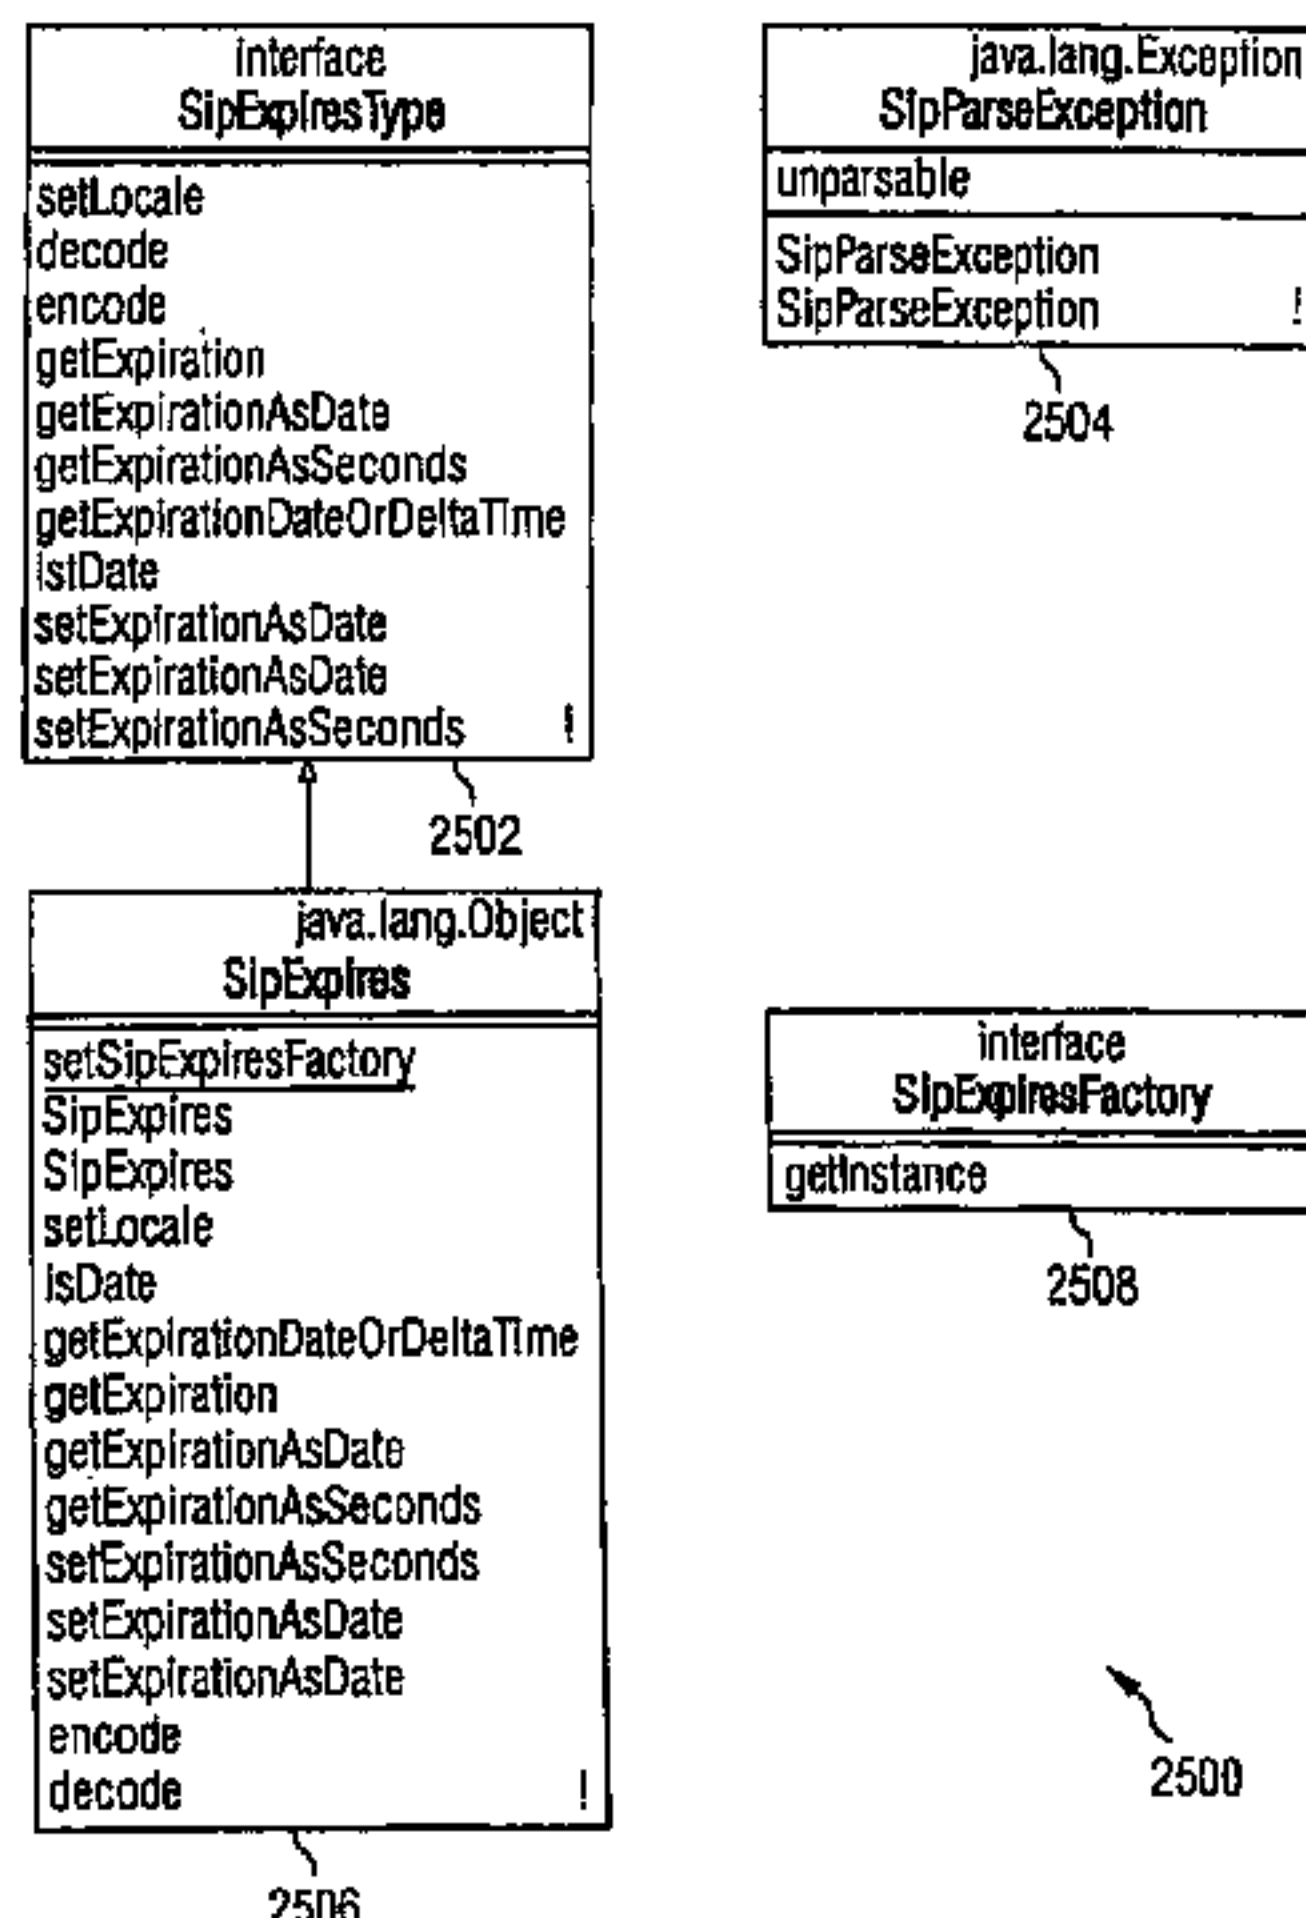 interface
SipExpiresType
setLocale
decode
encode
getExpiration
getExpirationAsDate
getExpirationAsSeconds
getExpirationDateOrDeltaTime
istDate
setExpirationAsDate
setExpirationAsDate
setExpirationAsSeconds !
2502
java.lang.Exception
SipParseException
unparsable
SipParseException
SipParseException !
2504
java.lang.Object
SipExpires
setSipExpiresFactory
SipExpires
SipExpires
setLocale
isDate
getExpirationDateOrDeltaTime
getExpiration
getExpirationAsDate
getExpirationAsSeconds
setExpirationAsSeconds
setExpirationAsDate
setExpirationAsDate
encode
decode !
2506
interface
SipExpiresFactory
getInstance
2508
2500